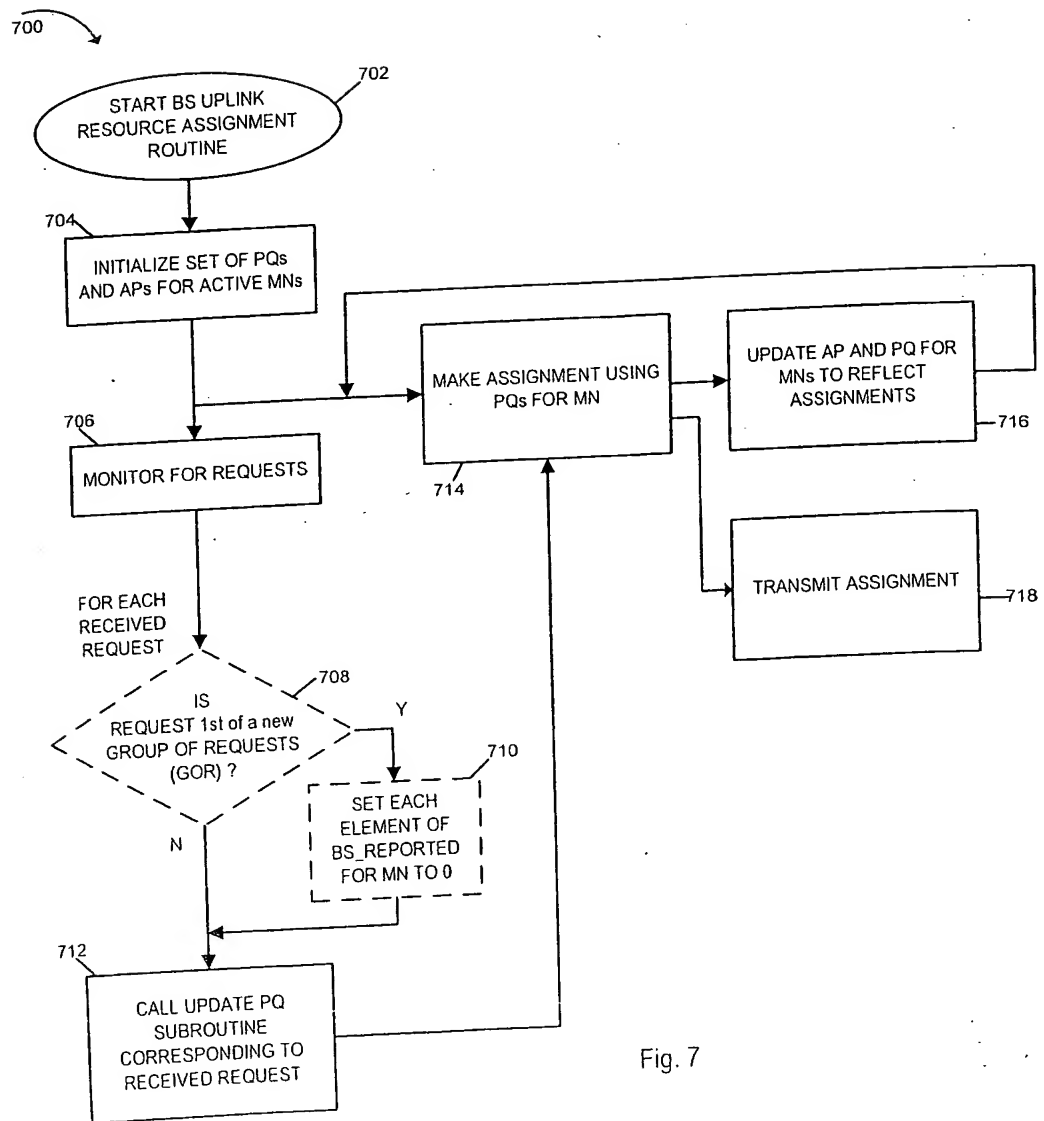 700
702
START BS UPLINK
RESOURCE ASSIGNMENT
ROUTINE
704
INITIALIZE SET OF PQs
AND APs FOR ACTIVE MNs
706
MONITOR FOR REQUESTS
MAKE ASSIGNMENT USING
PQs FOR MN
714
UPDATE AP AND PQ FOR
MNs TO REFLECT
ASSIGNMENTS
716
TRANSMIT ASSIGNMENT
718
FOR EACH
RECEIVED
REQUEST
708
IS
REQUEST 1st of a new
GROUP OF REQUESTS
(GOR) ?
Y
N
710
SET EACH
ELEMENT OF
BS_REPORTED
FOR MN TO 0
712
CALL UPDATE PQ
SUBROUTINE
CORRESPONDING TO
RECEIVED REQUEST
Fig. 7